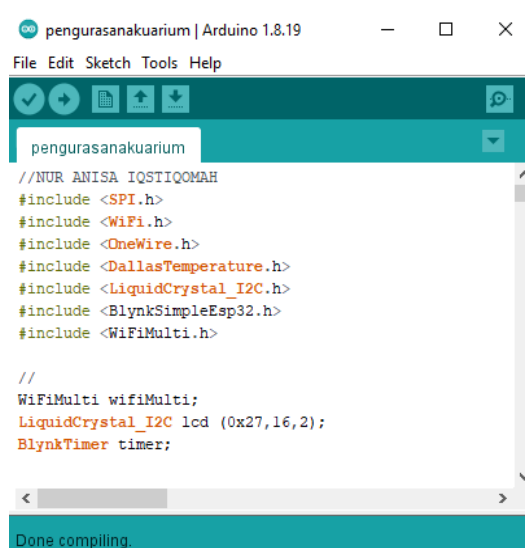 pengurasanakuarium | Arduino 1.8.19
File Edit Sketch Tools Help
pengurasanakuarium
//NUR ANISA IQSTIQOMAH
#include <SPI.h>
#include <WiFi.h>
#include <OneWire.h>
#include <DallasTemperature.h>
#include <LiquidCrystal_I2C.h>
#include <BlynkSimpleEsp32.h>
#include <WiFiMulti.h>
//
WiFiMulti wifiMulti;
LiquidCrystal_I2C lcd (0x27,16,2);
BlynkTimer timer;
Done compiling.